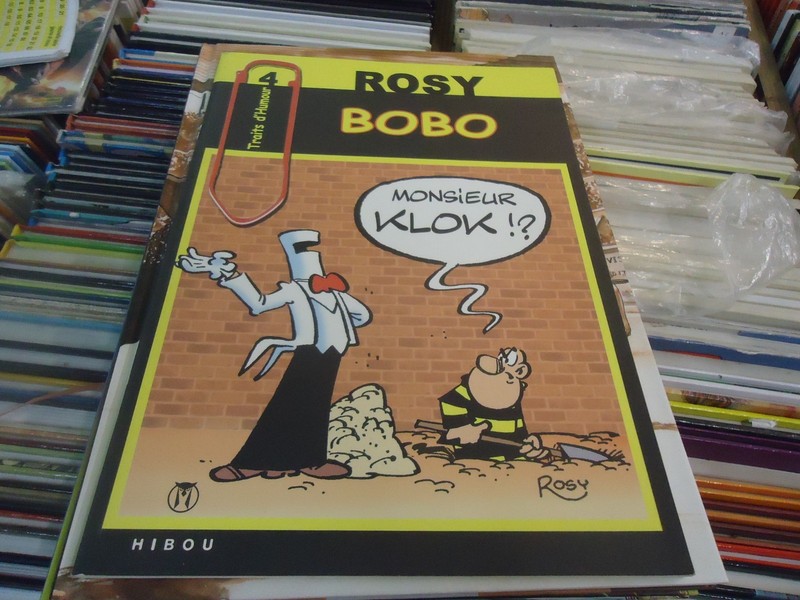 4
Traits d'Humour
ROSY
BOBO
MONSiEUR
KLOK !?
ROSY
HIBOU